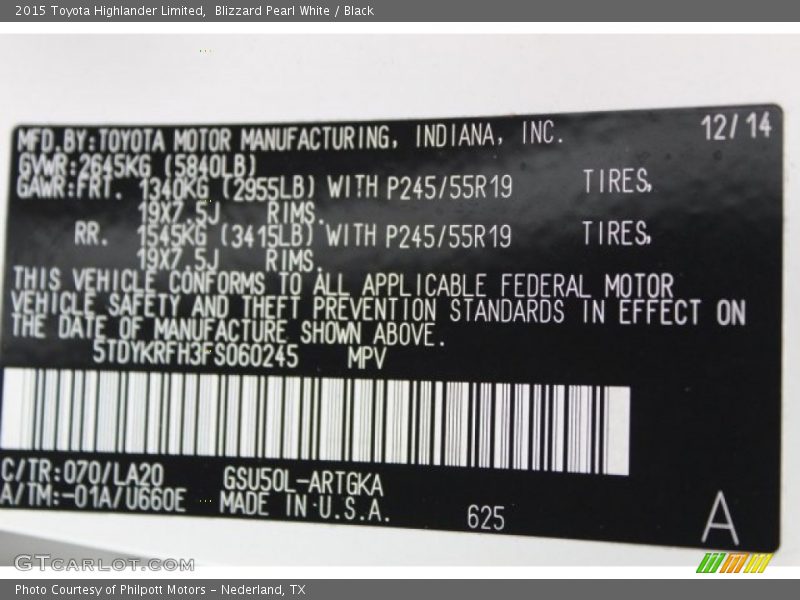 2015 Toyota Highlander Limited,  Blizzard Pearl White / Black
MFD.BY:TOYOTA MOTOR MANUFACTURING, INDIANA, INC. 12/14
GVWR:2645KG (5840LB)
GAWR:FRT. 1340KG (2955LB) WITH P245/55R19 TIRES,
19X7.5J RIMS.
RR. 1545KG (3415LB) WITH P245/55R19 TIRES,
19X7.5J RIMS.
THIS VEHICLE CONFORMS TO ALL APPLICABLE FEDERAL MOTOR
VEHICLE SAFETY AND THEFT PREVENTION STANDARDS IN EFFECT ON
THE DATE OF MANUFACTURE SHOWN ABOVE.
5TDYKRFH3FS060245 MPV
C/TR:070/LA20 GSU50L-ARTGKA
A/TM:-01A/U660E MADE IN U.S.A. 625 A
GTCARLOT.COM
Photo Courtesy of Philpott Motors - Nederland, TX